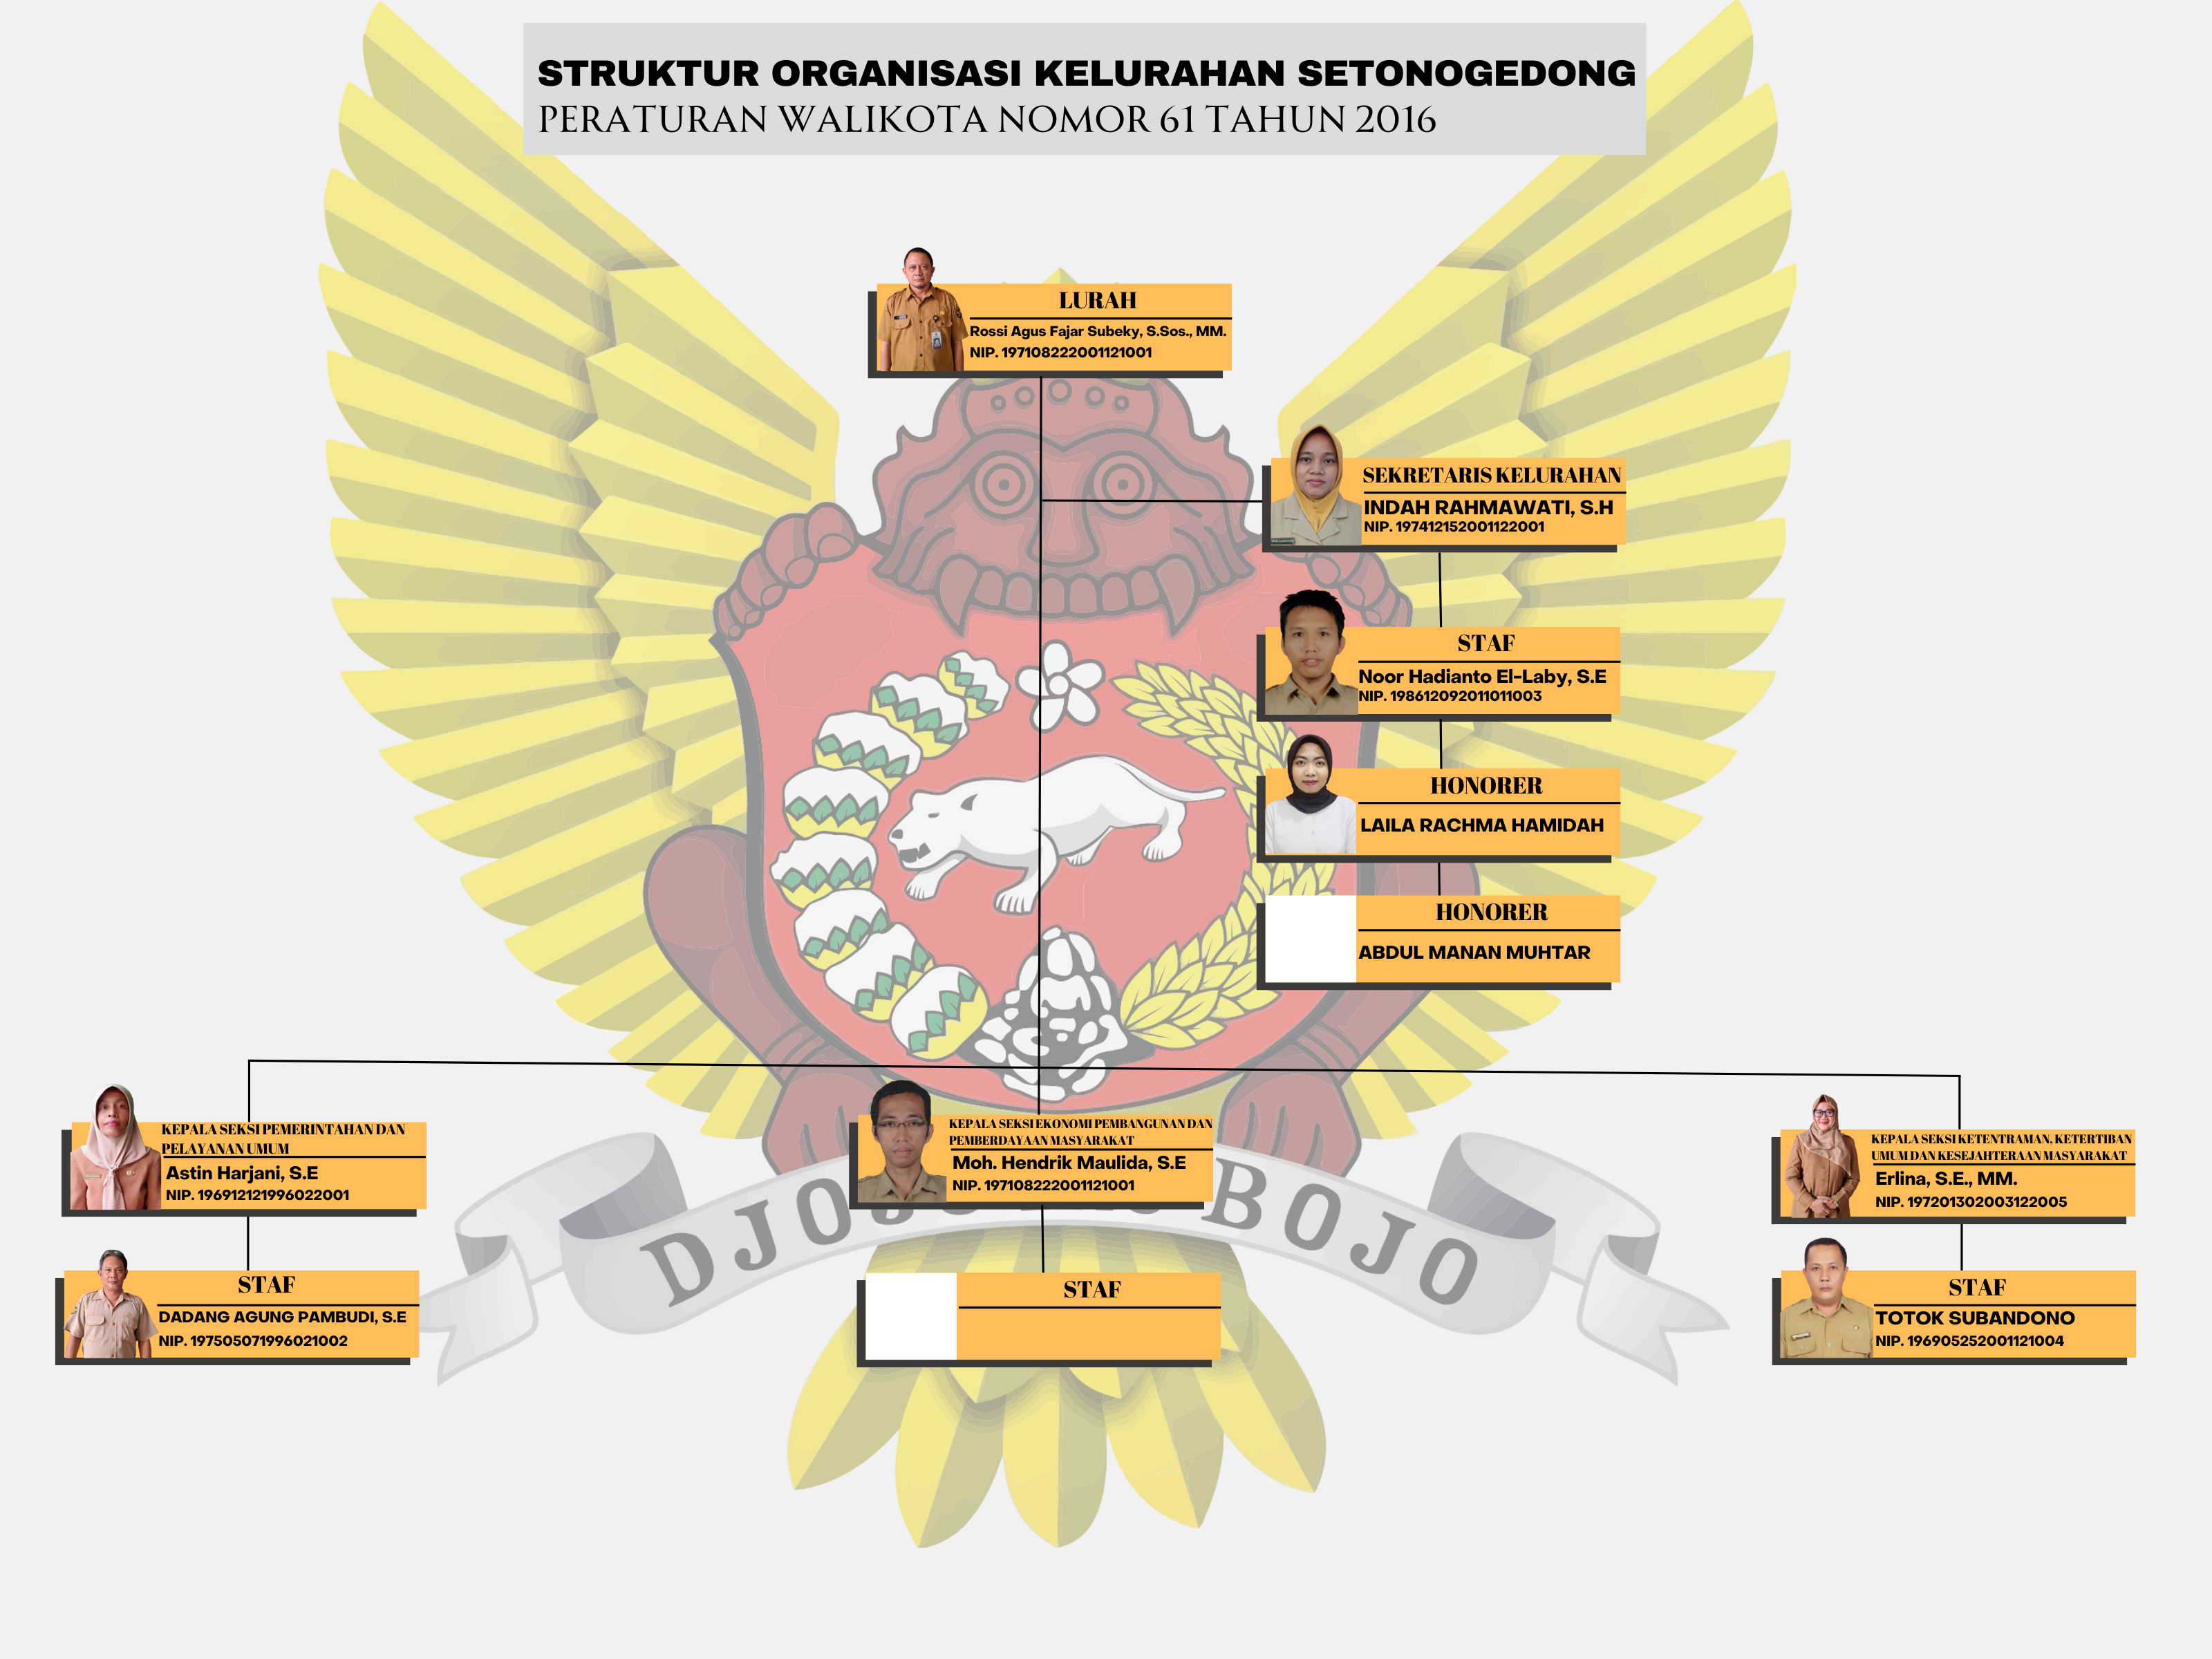 STRUKTUR ORGANISASI KELURAHAN SETONOGEDONG
PERATURAN WALIKOTA NOMOR 61 TAHUN 2016
LURAH
Rossi Agus Fajar Subeky, S.Sos., MM.
NIP. 197108222001121001
SEKRETARIS KELURAHAN
INDAH RAHMAWATI, S.H
NIP. 197412152001122001
STAF
Noor Hadianto El-Laby, S.E
NIP. 198612092011011003
HONORER
LAILA RACHMA HAMIDAH
HONORER
ABDUL MANAN MUHTAR
KEPALA SEKSI PEMERINTAHAN DAN
PELAYANAN UMUM
Astin Harjani, S.E
NIP. 196912121996022001
STAF
DADANG AGUNG PAMBUDI, S.E
NIP. 197505071996021002
KEPALA SEKSI EKONOMI PEMBANGUNAN DAN
PEMBERDAYAAN MASYARAKAT
Moh. Hendrik Maulida, S.E
NIP. 197108222001121001
STAF
KEPALA SEKSI KETENTRAMAN, KETERTIBAN
UMUM DAN KESEJAHTERAAN MASYARAKAT
Erlina, S.E., MM.
NIP. 197201302003122005
STAF
TOTOK SUBANDONO
NIP. 196905252001121004